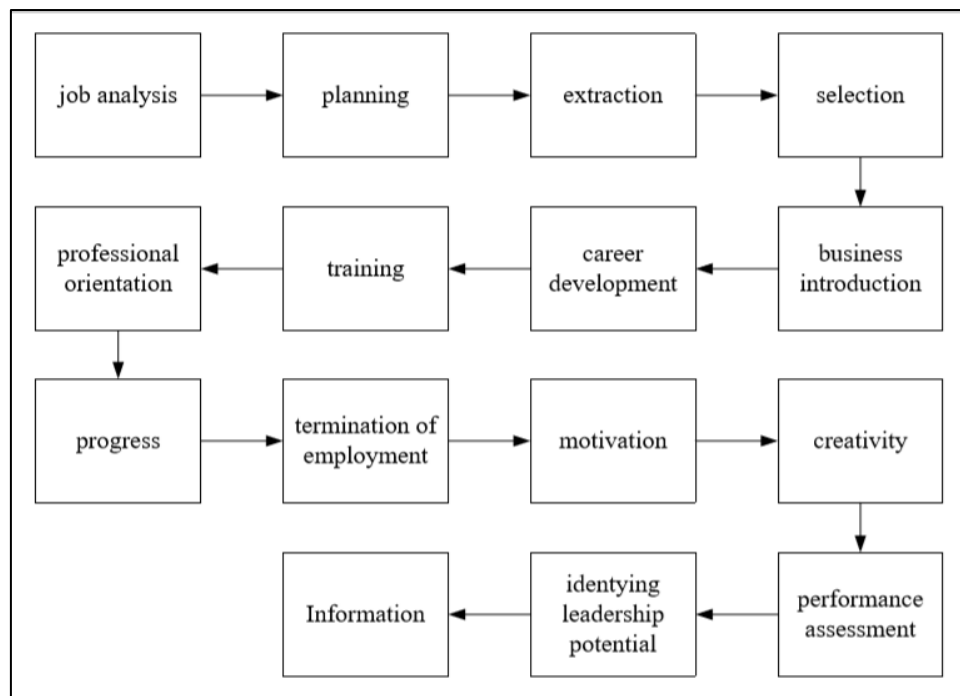 job analysis
planning
extraction
selection
business
introduction
career
development
training
professional
orientation
progress
termination of
employment
motivation
creativity
performance
assessment
identying
leadership
potential
Information